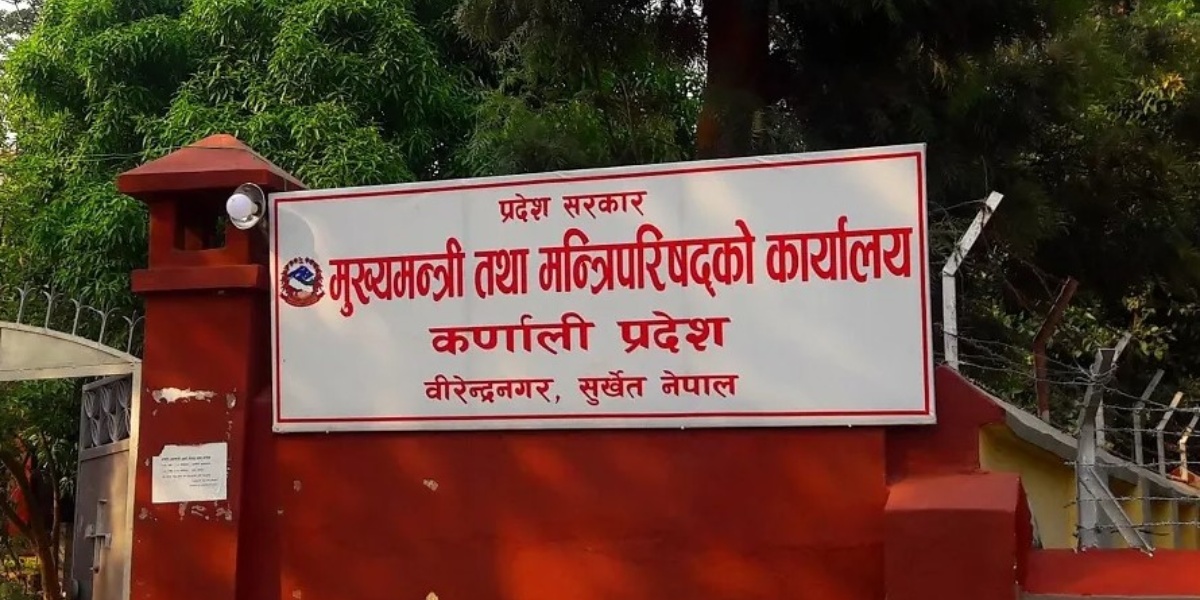 प्रदेश सरकार
मुख्यमन्त्री तथा मन्त्रिपरिषद्को कार्यालय
कर्णाली प्रदेश
वीरेन्द्रनगर, सुर्खेत नेपाल